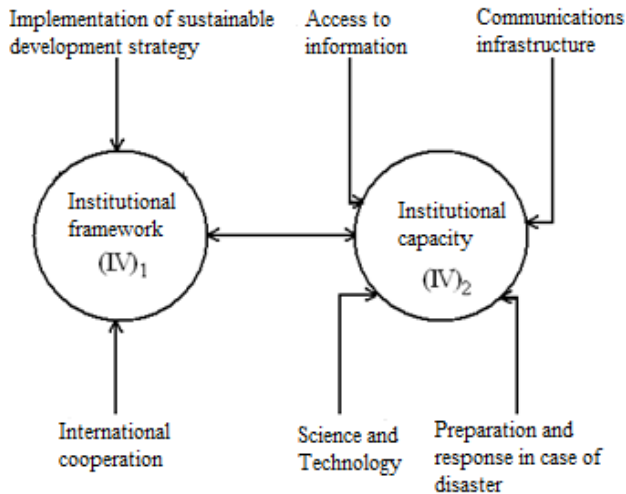 Implementation of sustainable
development strategy
Access to
information
Communications
infrastructure
Institutional
framework
(IV)1
Institutional
capacity
(IV)2
International
cooperation
Science and
Technology
Preparation and
response in case of
disaster